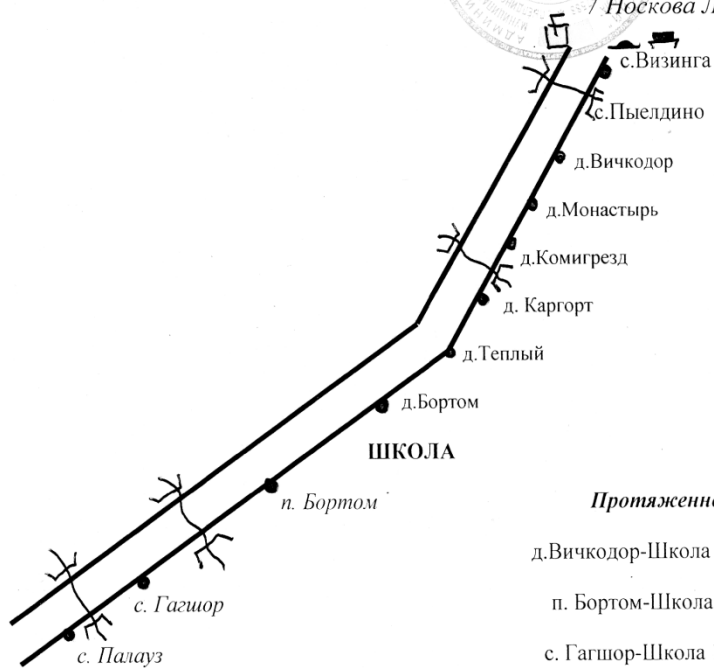 / Носкова Л
с.Визинга
с.Пыелдино
д.Вичкодор
д.Монастырь
д.Комигрезд
д. Каргорт
д.Теплый
д.Бортом
ШКОЛА
п. Бортом
Протяженн
д.Вичкодор-Школа
п. Бортом-Школа
с. Гагшор
с. Гагшор-Школа
с. Палауз